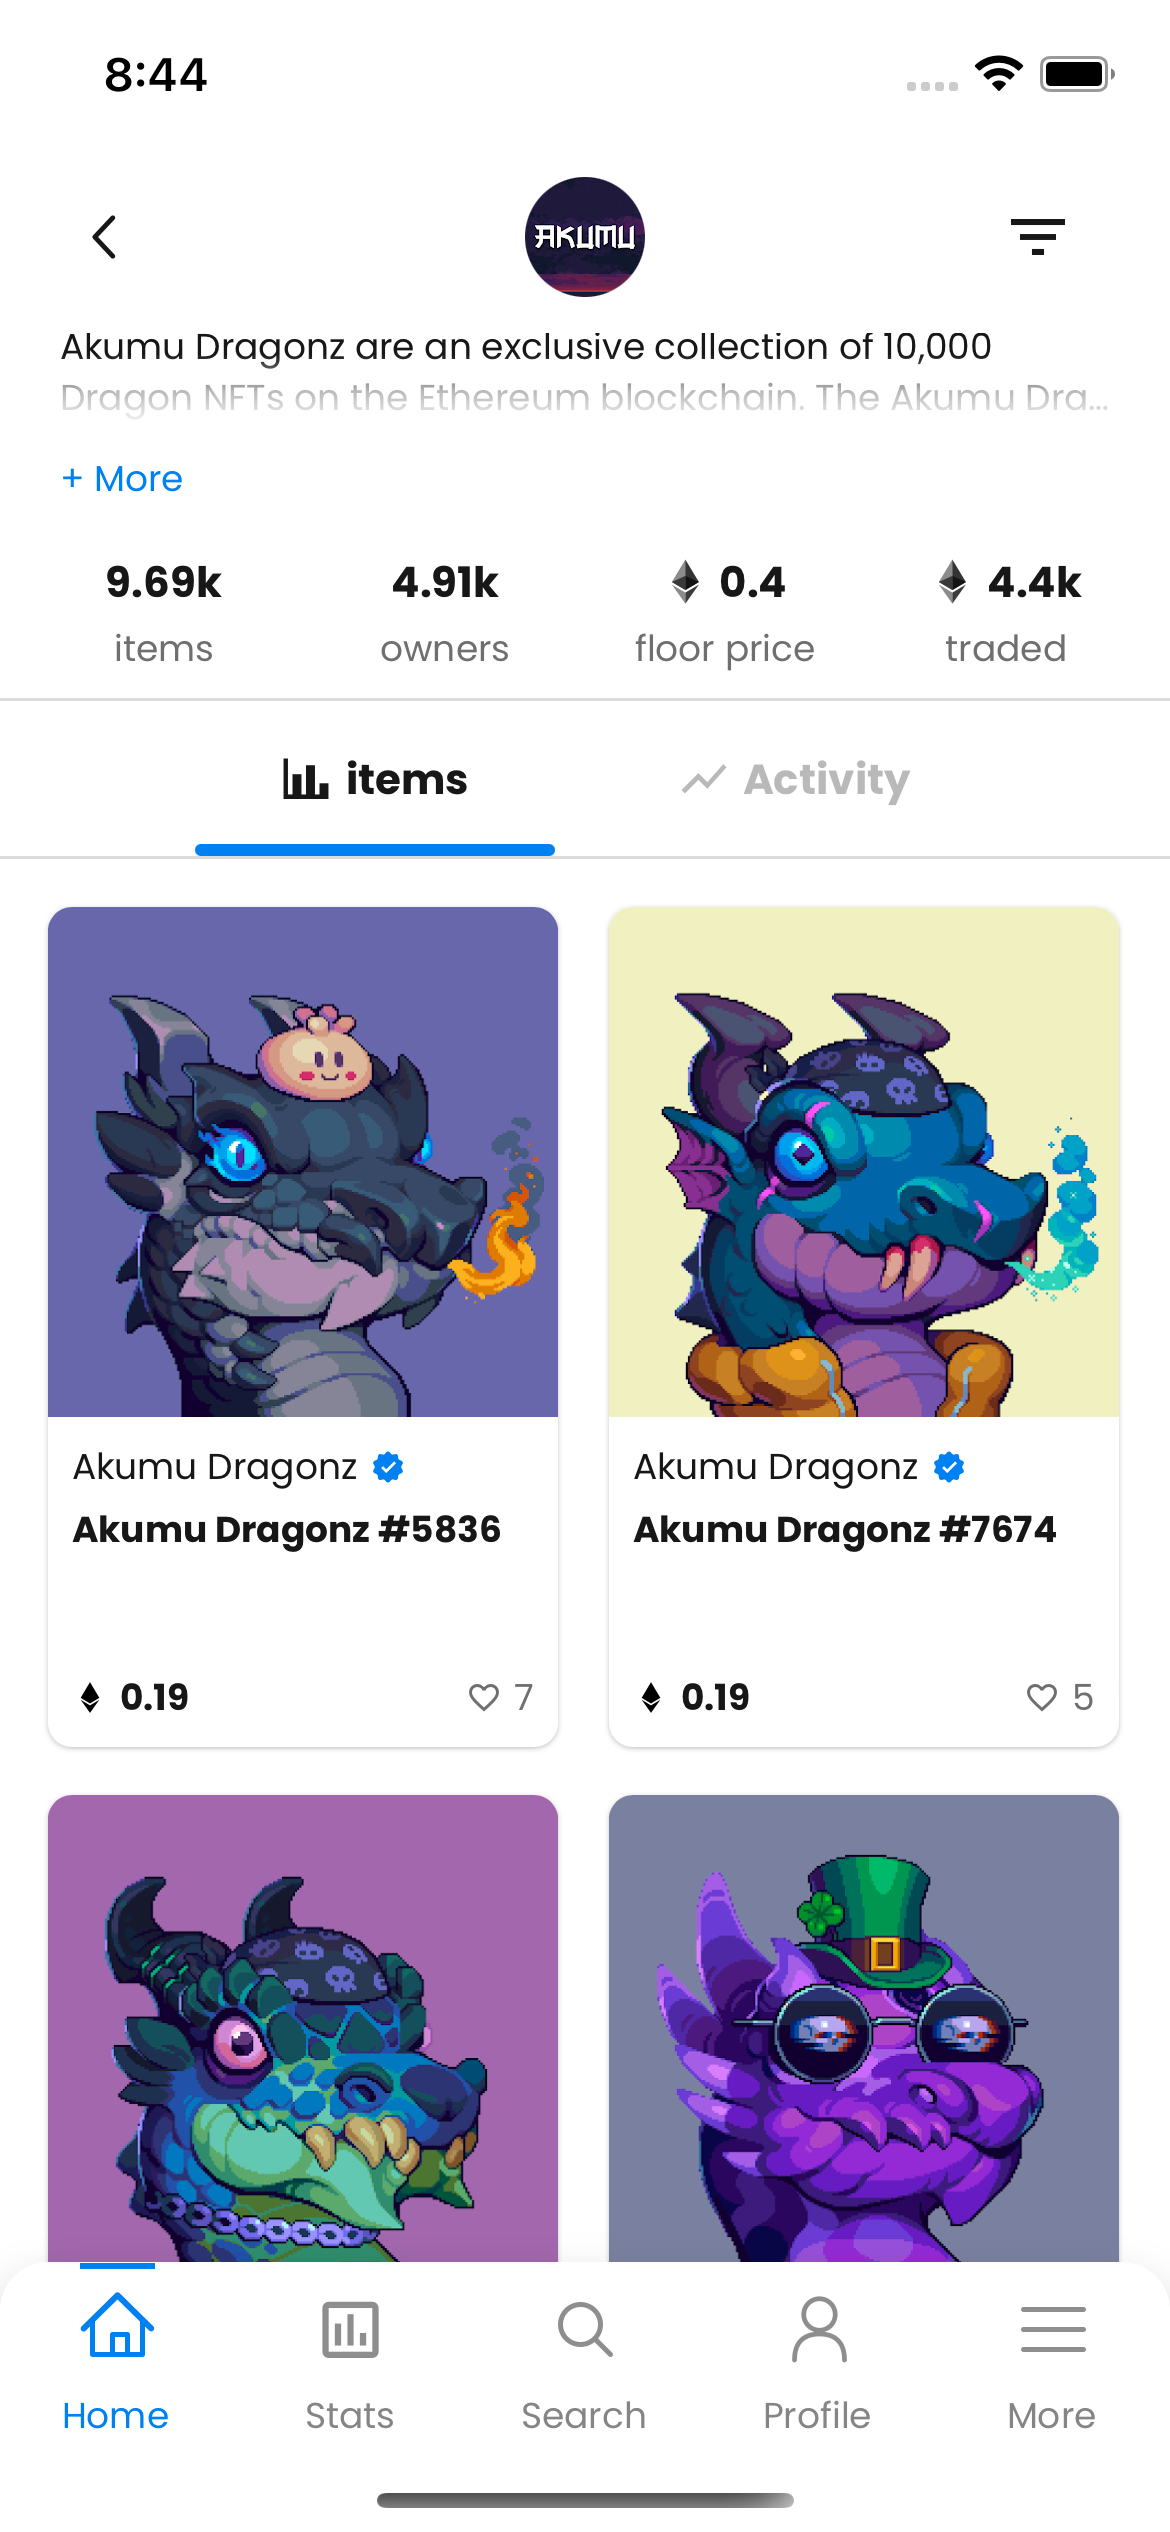 8:44
AKUMU
Akumu Dragonz are an exclusive collection of 10,000
Dragon NFTs on the Ethereum blockchain. The Akumu Dra...
+ More
9.69k 4.91k 0.4 4.4k
items owners floor price traded
items Activity
Akumu Dragonz
Akumu Dragonz #5836
0.19 7
Akumu Dragonz
Akumu Dragonz #7674
0.19 5
Home Stats Search Profile More